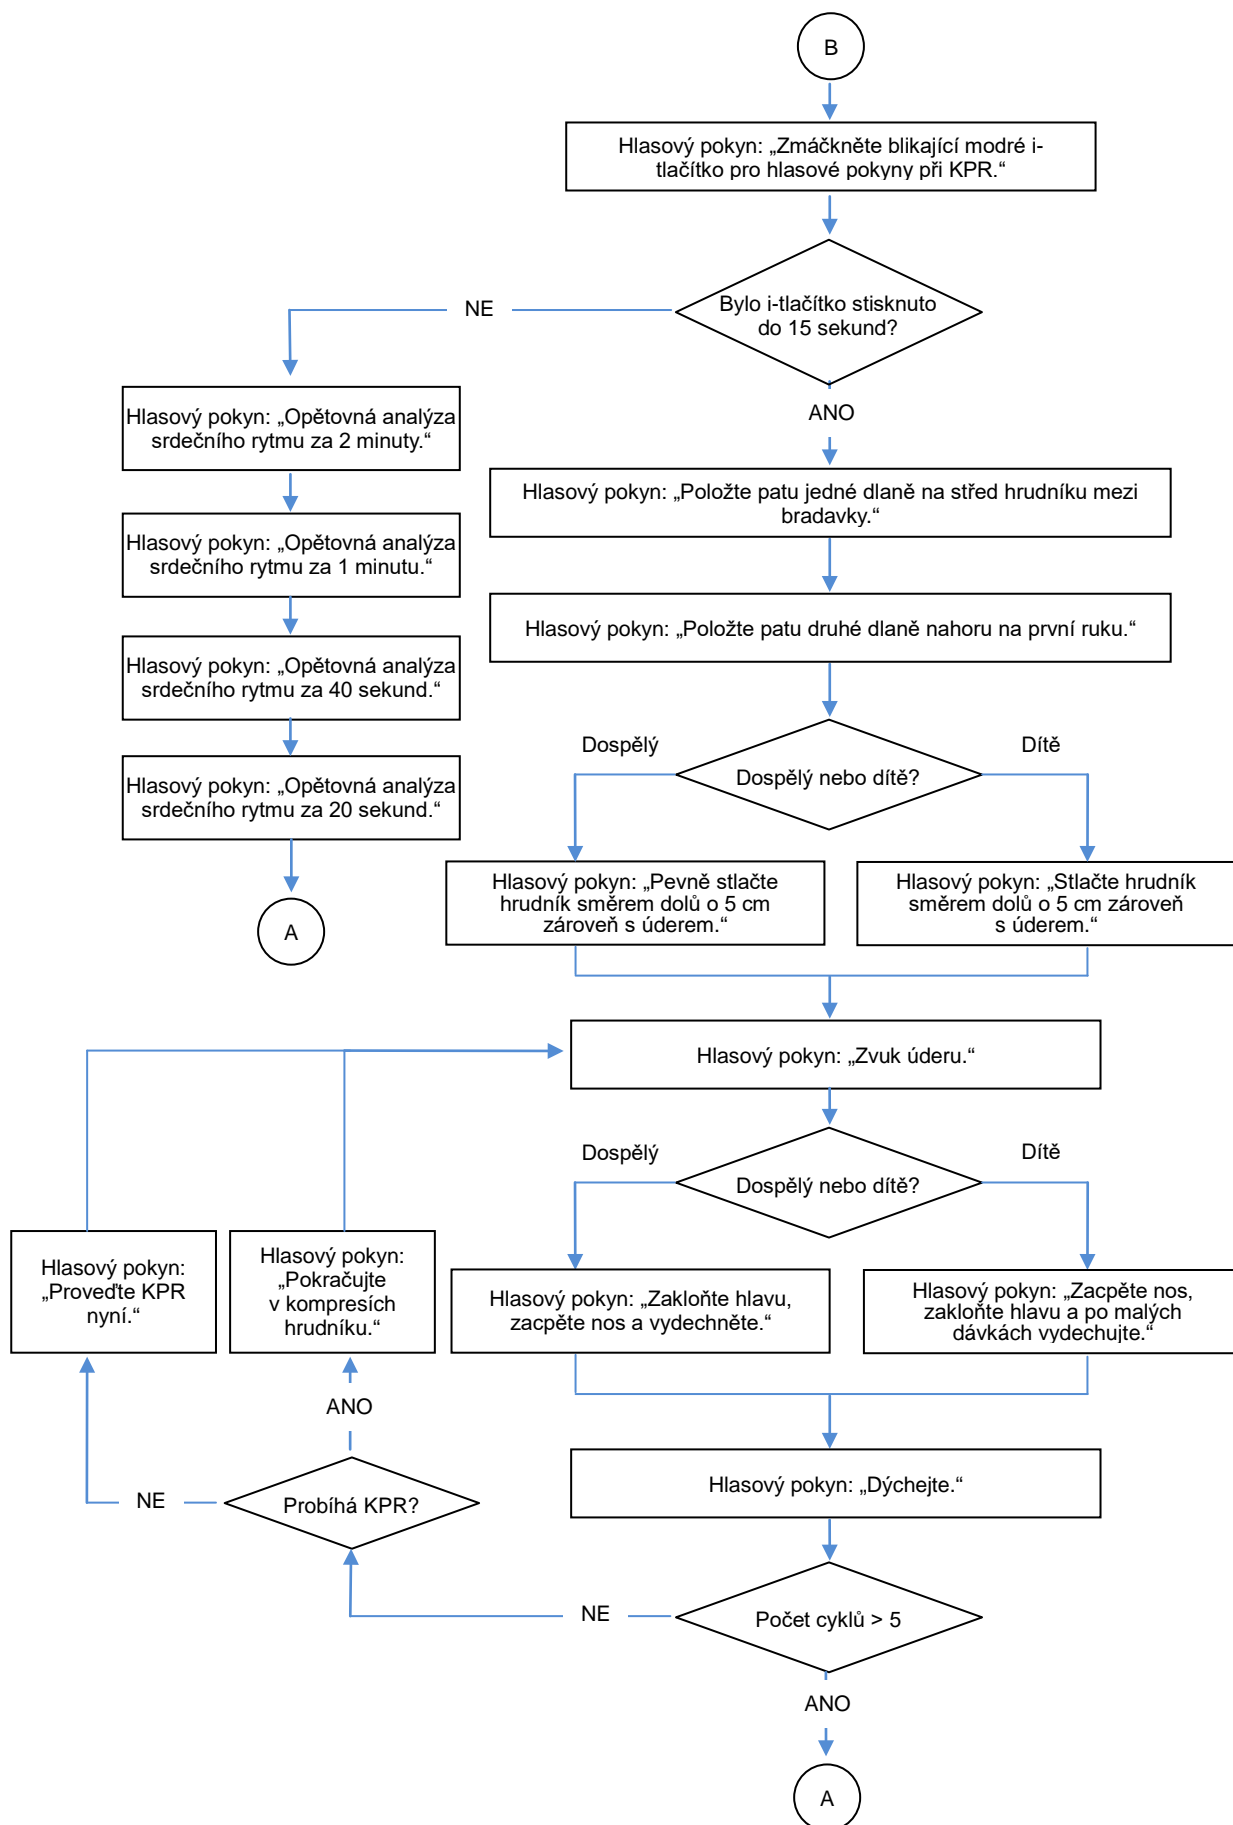 B
Hlasový pokyn: „Zmáčkněte blikající modré i-
tlačítko pro hlasové pokyny při KPR.“
Bylo i-tlačítko stisknuto
do 15 sekund?
NE
ANO
Hlasový pokyn: „Opětovná analýza
srdečního rytmu za 2 minuty.“
Hlasový pokyn: „Opětovná analýza
srdečního rytmu za 1 minutu.“
Hlasový pokyn: „Opětovná analýza
srdečního rytmu za 40 sekund.“
Hlasový pokyn: „Opětovná analýza
srdečního rytmu za 20 sekund.“
A
Hlasový pokyn: „Položte patu jedné dlaně na střed hrudníku mezi
bradavky.“
Hlasový pokyn: „Položte patu druhé dlaně nahoru na první ruku.“
Dospělý
Dítě
Dospělý nebo dítě?
Hlasový pokyn: „Pevně stlačte
hrudník směrem dolů o 5 cm
zároveň s úderem.“
Hlasový pokyn: „Stlačte hrudník
směrem dolů o 5 cm zároveň
s úderem.“
Hlasový pokyn: „Zvuk úderu.“
Dospělý
Dítě
Dospělý nebo dítě?
Hlasový pokyn:
„Proveďte KPR
nyní.“
Hlasový pokyn:
„Pokračujte
v kompresích
hrudníku.“
Hlasový pokyn: „Zakloňte hlavu,
zacpěte nos a vydechněte.“
Hlasový pokyn: „Zacpěte nos,
zakloňte hlavu a po malých
dávkách vydechujte.“
ANO
Hlasový pokyn: „Dýchejte.“
NE
Probíhá KPR?
NE
Počet cyklů > 5
ANO
A